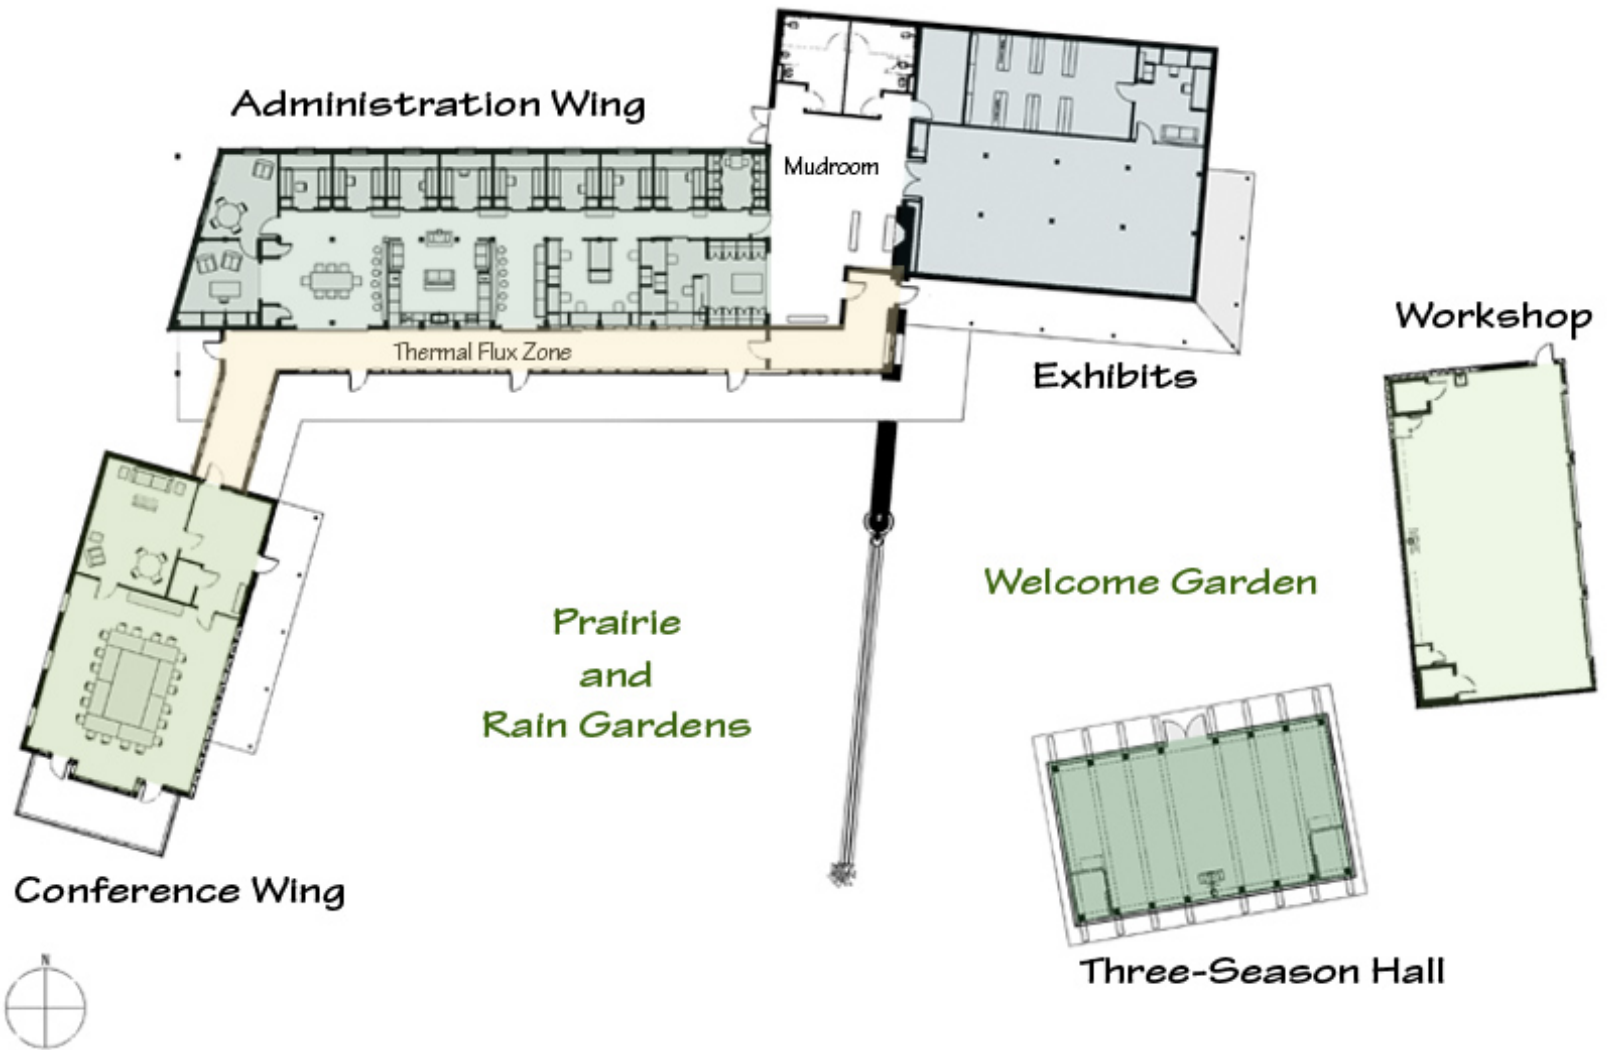 Administration Wing
Mudroom
Thermal Flux Zone
Exhibits
Workshop
Welcome Garden
Prairie
and
Rain Gardens
Conference Wing
Three-Season Hall
N